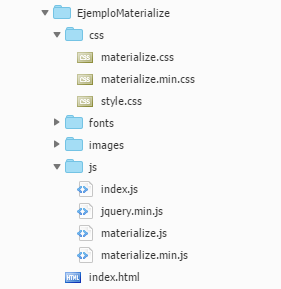 EjemploMaterialize
css
materialize.css
materialize.min.css
style.css
fonts
images
js
index.js
jquery.min.js
materialize.js
materialize.min.js
index.html